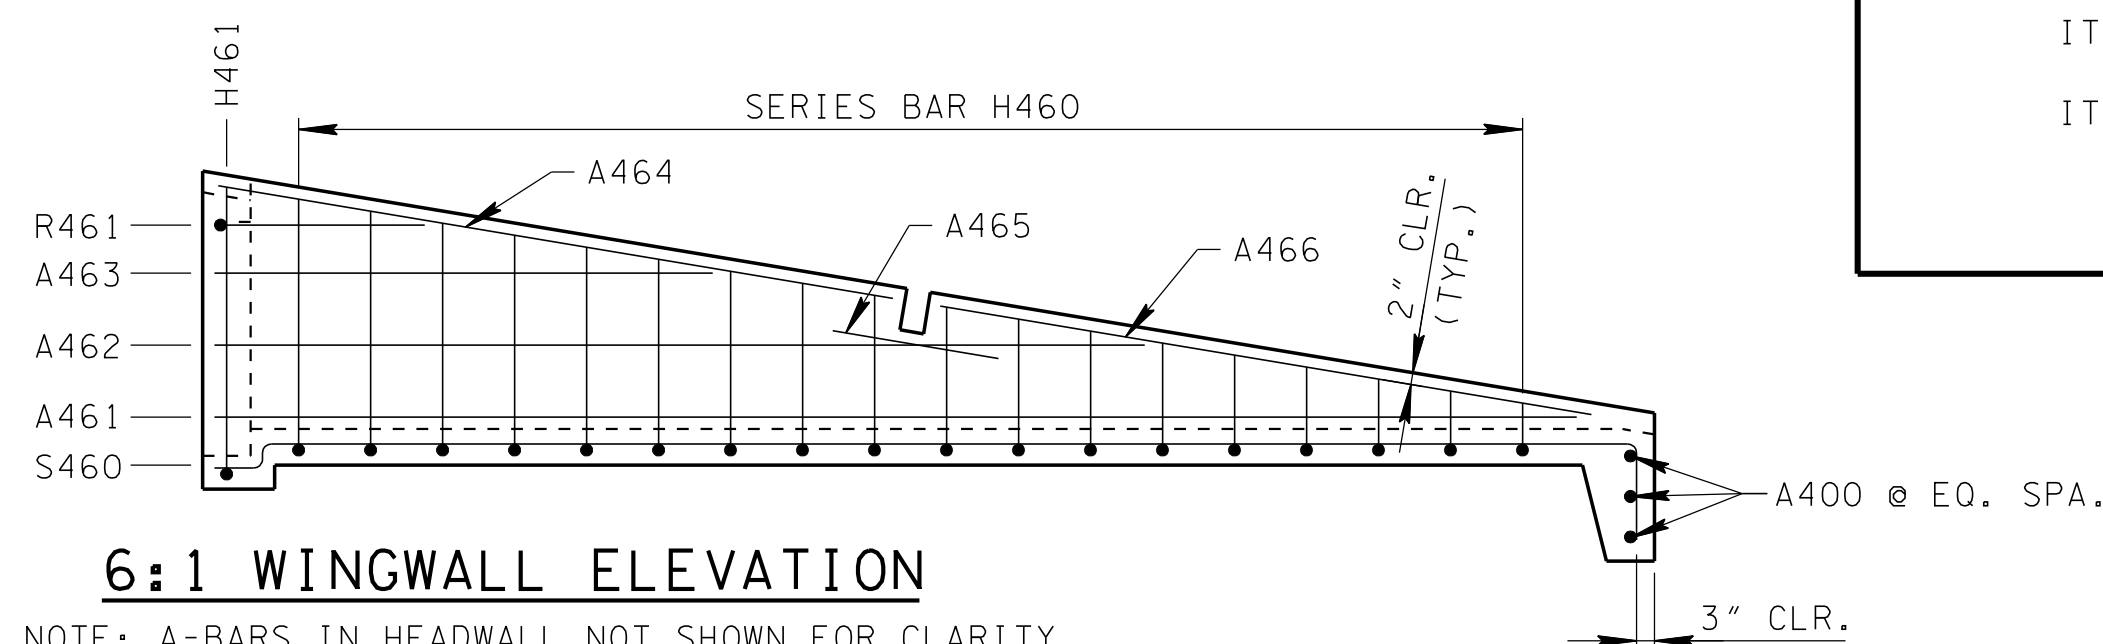 IT
IT
H461
SERIES BAR H460
A464
A465
A466
2" CLR.
(TYP.)
R461
A463
A462
A461
S460
A400 @ EQ. SPA.
6:1 WINGWALL ELEVATION
3" CLR.
NOTE: A-BARS IN HEADWALL NOT SHOWN FOR CLARITY